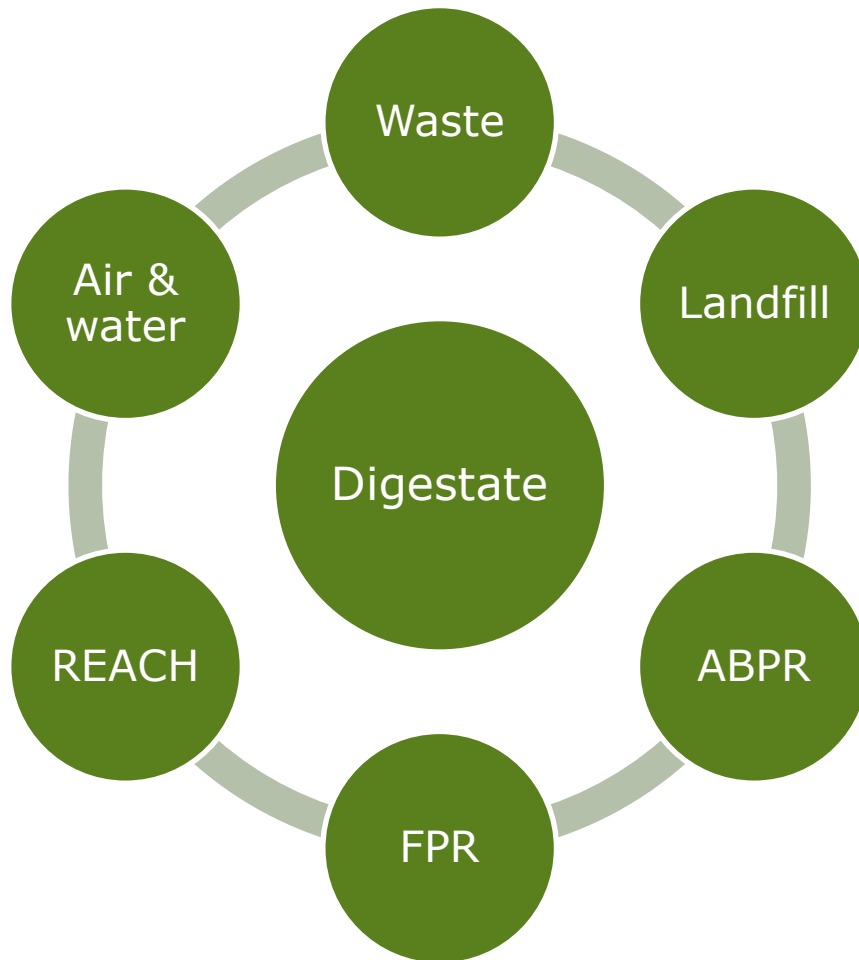 Waste
Air &
water
Landfill
Digestate
REACH
ABPR
FPR